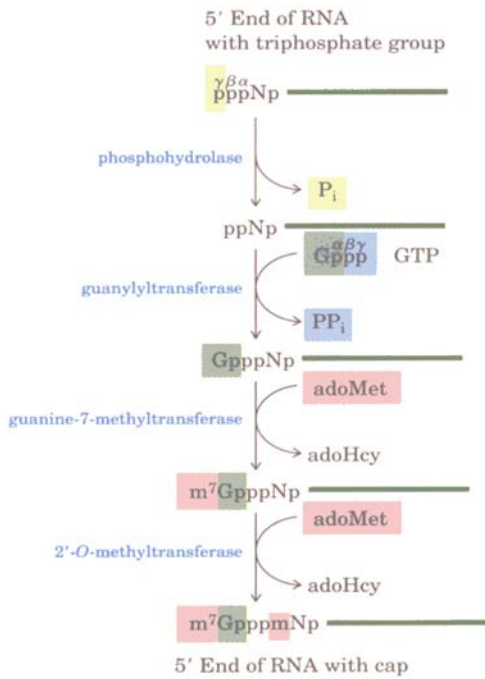 5′ End of RNA
with triphosphate group
γβα
pppNp
phosphohydrolase
Pi
ppNp
αβγ
Gppp GTP
guanylyltransferase
PPi
GpppNp
adoMet
guanine-7-methyltransferase
adoHcy
m⁷GpppNp
adoMet
2′-O-methyltransferase
adoHcy
m⁷GpppmNp
5′ End of RNA with cap